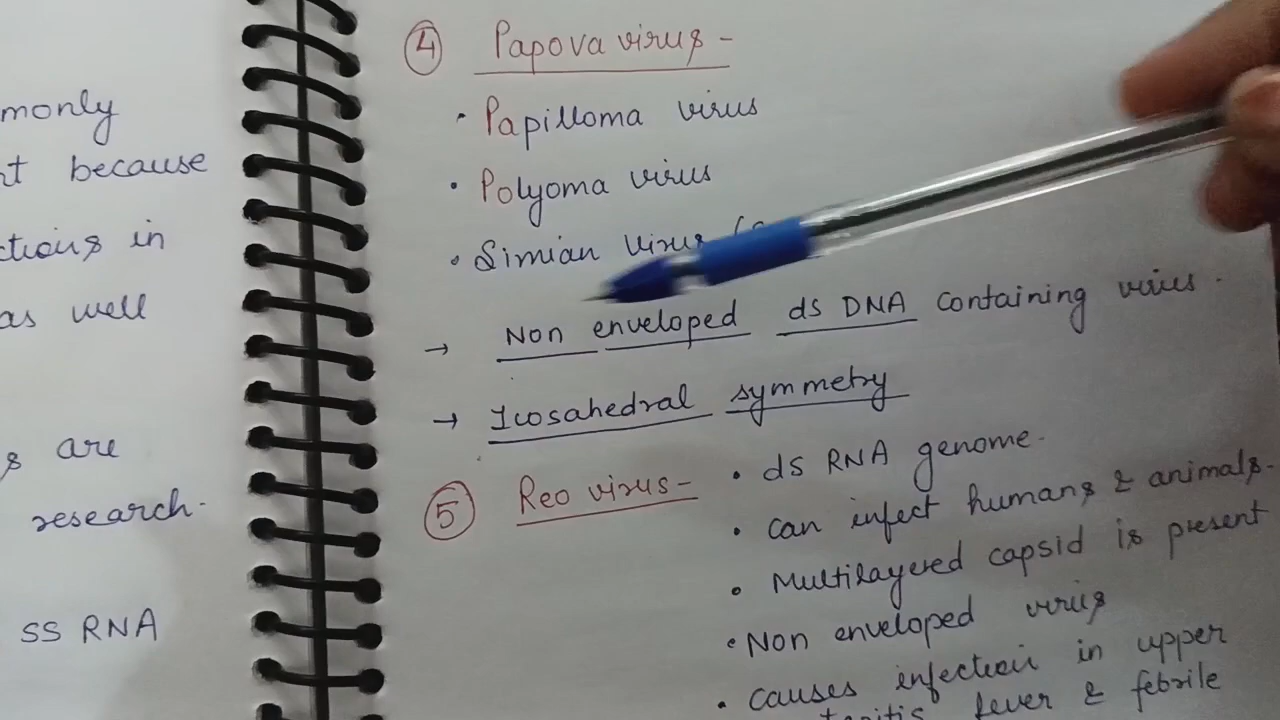 monly
because
in
as well
are
research.
SS RNA
④ Papova virus -
• Papilloma virus
• Polyoma virus
• Simian virus
→ Non enveloped ds DNA containing virus.
→ Icosahedral symmetry
⑤ Reo virus -
• ds RNA genome.
• can infect humans & animals.
• Multilayered capsid is present
• Non enveloped virus
• causes infection in upper
fever & febrile